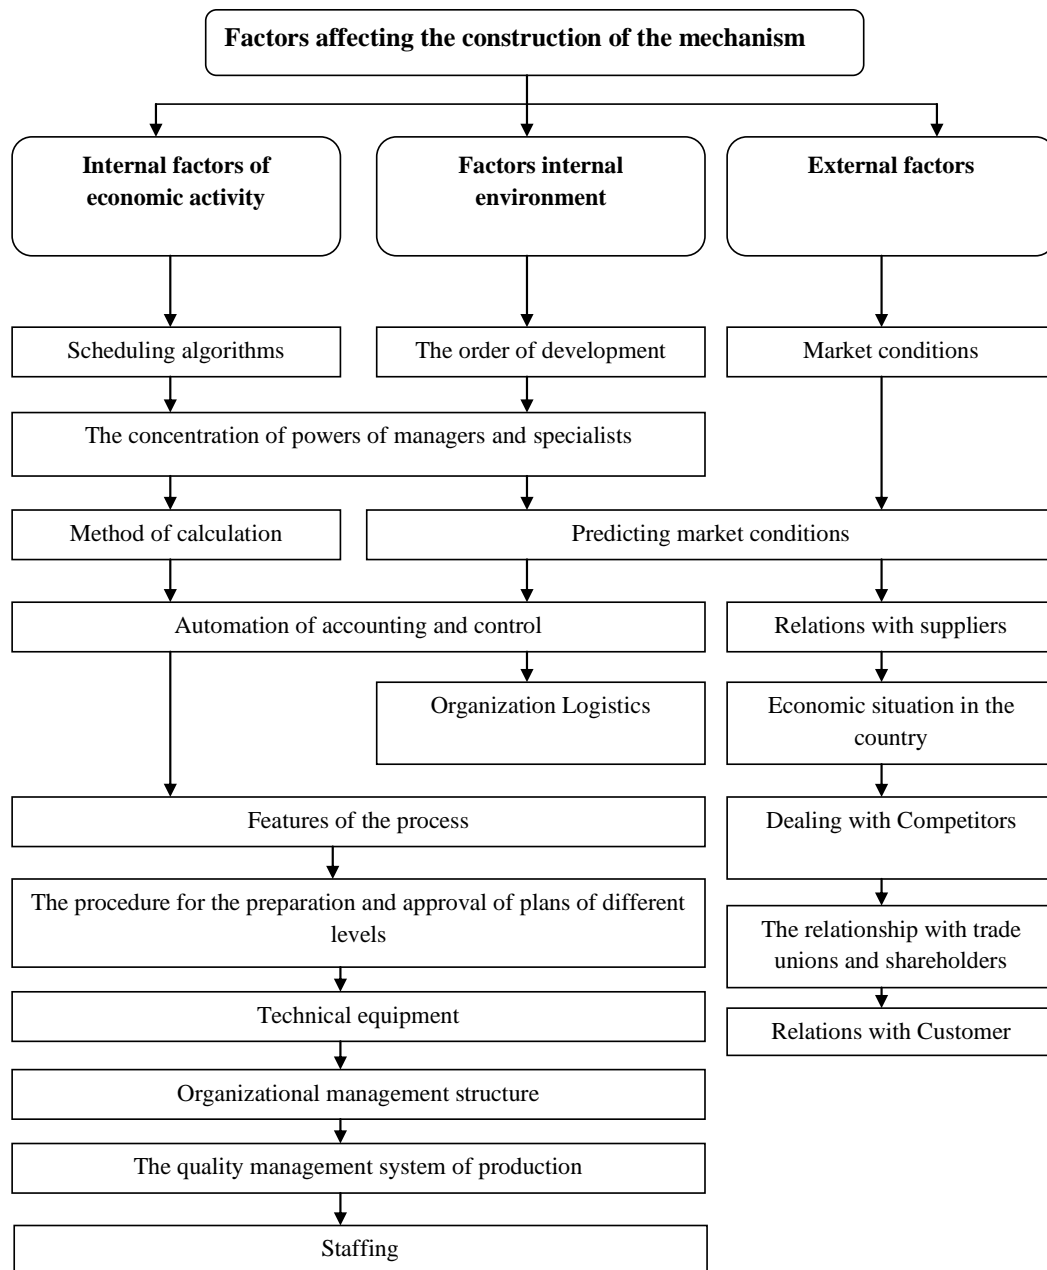 Factors affecting the construction of the mechanism
Internal factors of
economic activity
Factors internal
environment
External factors
Scheduling algorithms
The order of development
Market conditions
The concentration of powers of managers and specialists
Method of calculation
Predicting market conditions
Automation of accounting and control
Relations with suppliers
Organization Logistics
Economic situation in the
country
Features of the process
Dealing with Competitors
The procedure for the preparation and approval of plans of different
levels
The relationship with trade
unions and shareholders
Technical equipment
Relations with Customer
Organizational management structure
The quality management system of production
Staffing